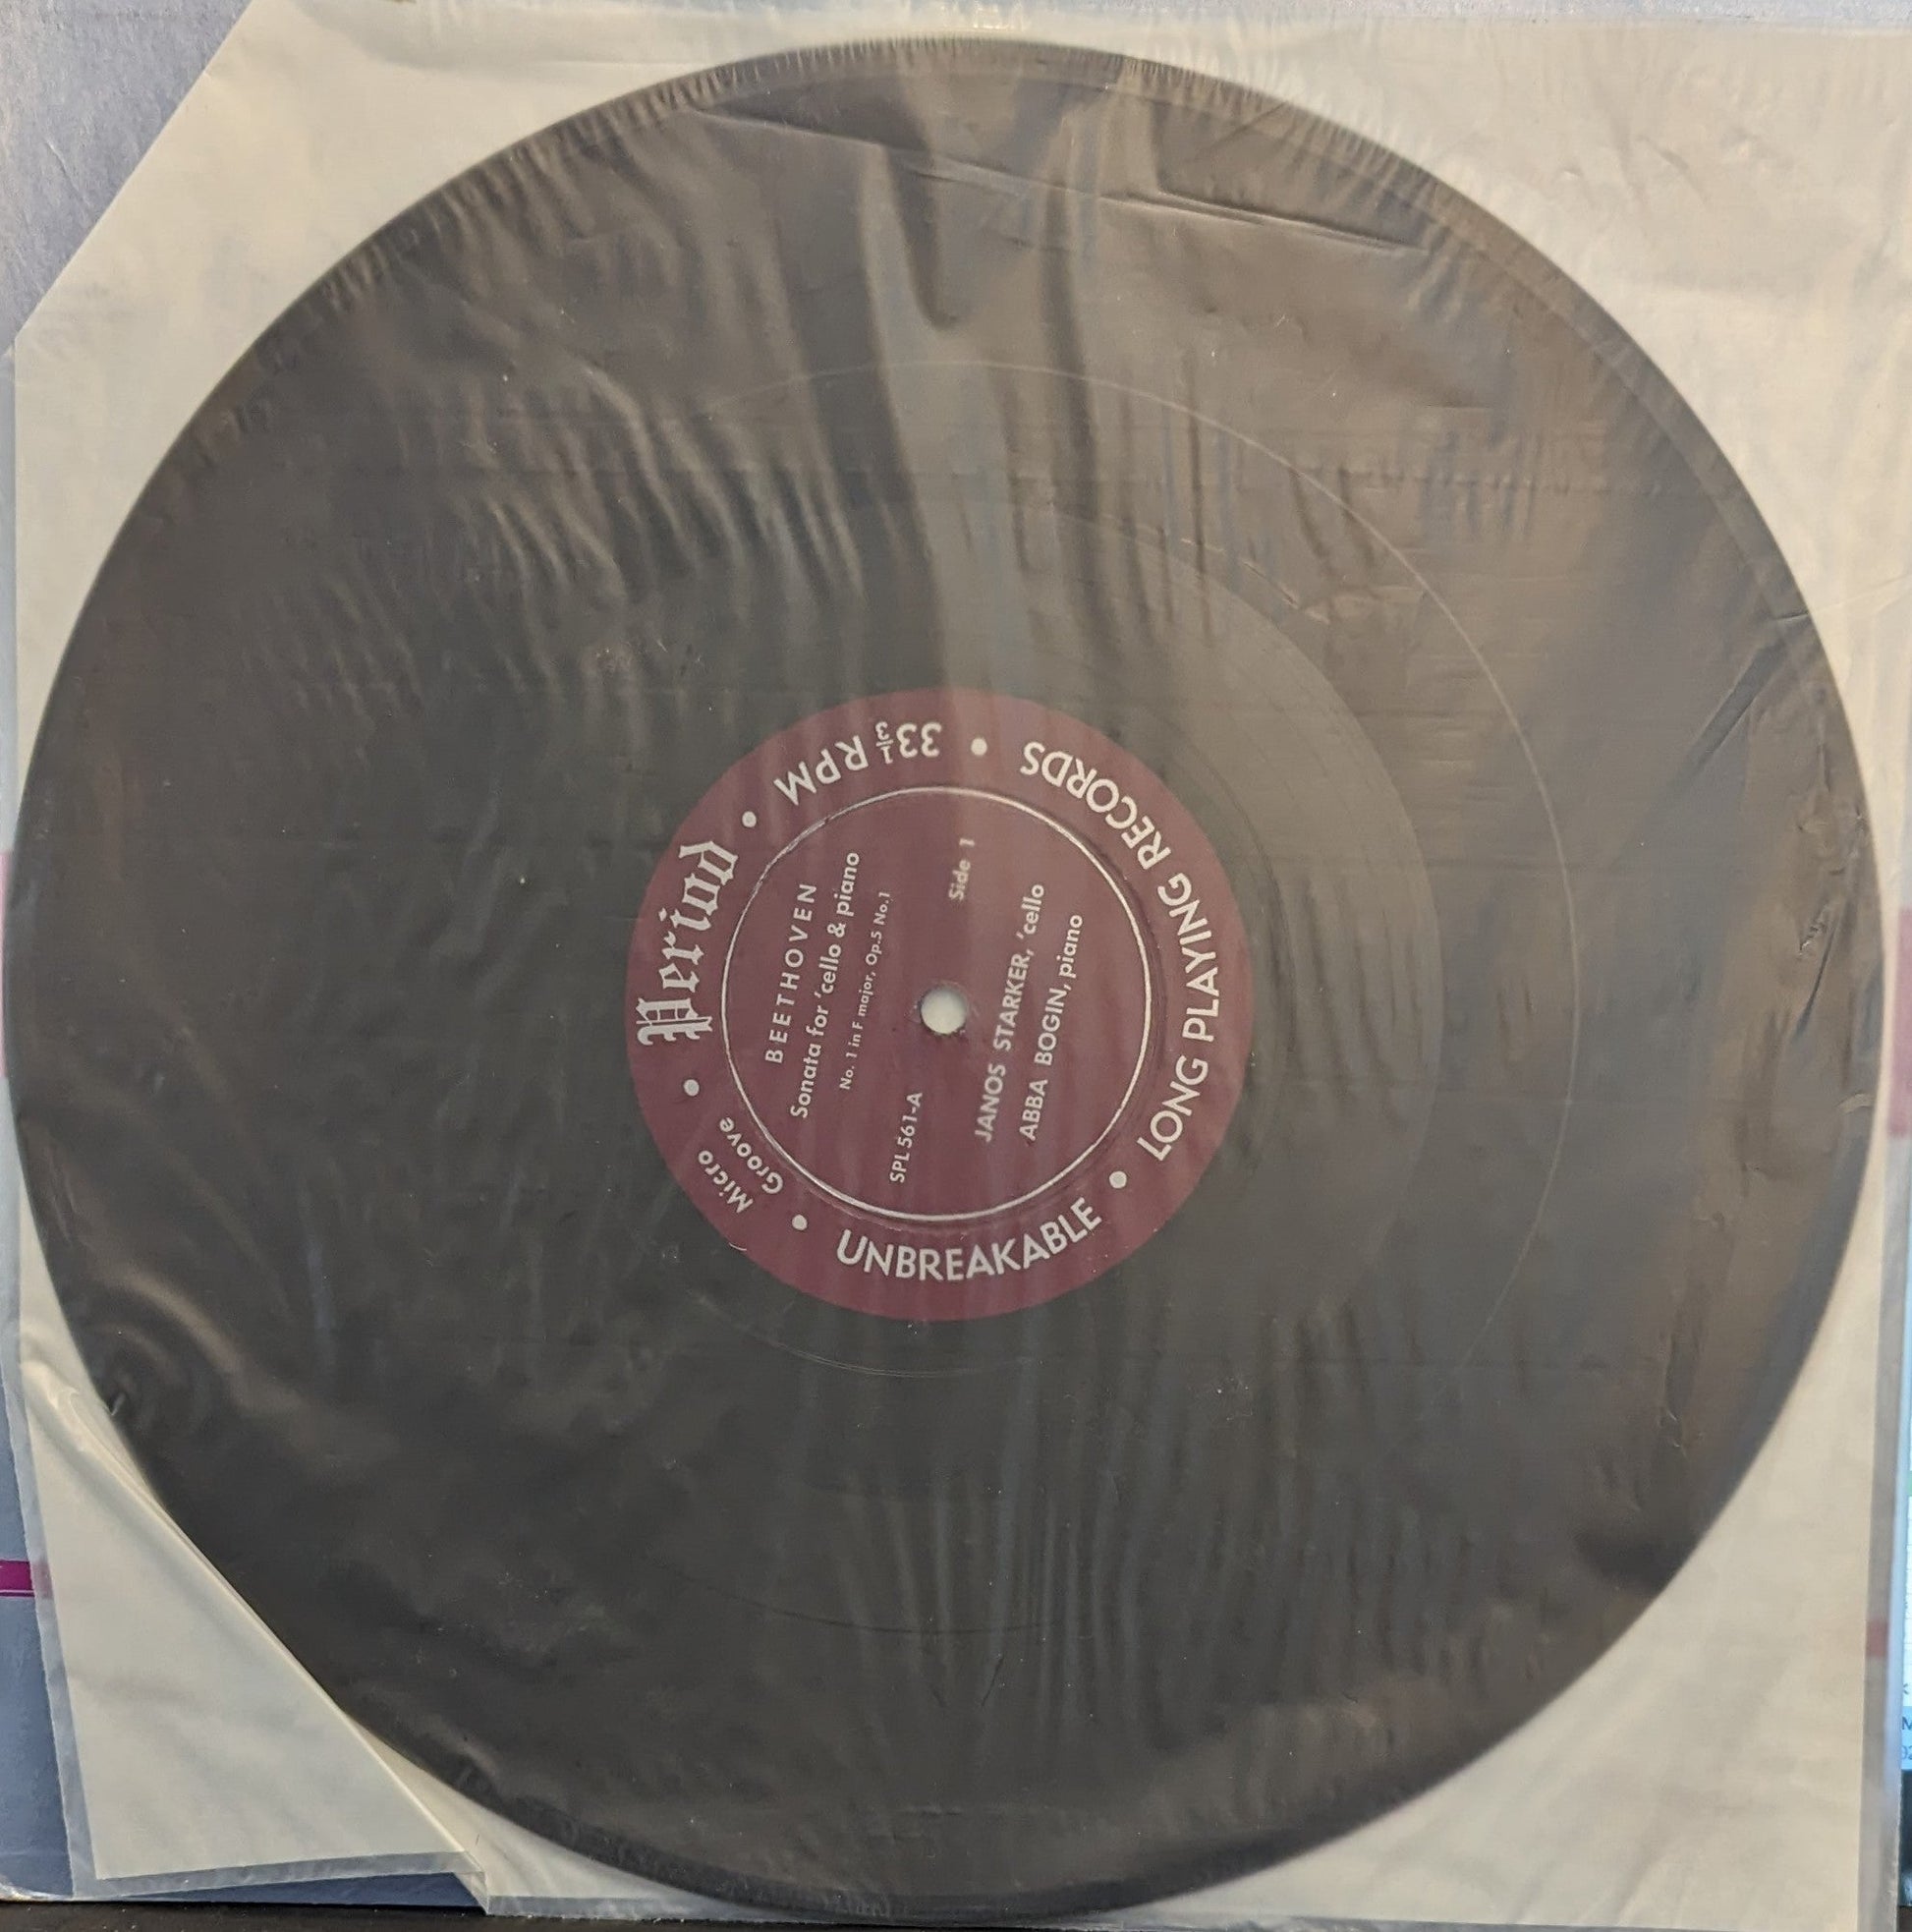 Period
• 33⅓ RPM • LONG PLAYING RECORDS • UNBREAKABLE •
Micro
Groove
BEETHOVEN
Sonata for 'cello & piano
No. 1 in F major, Op.5 No.1
SPL 561-A
Side 1
JANOS STARKER, 'cello
ABBA BOGIN, piano